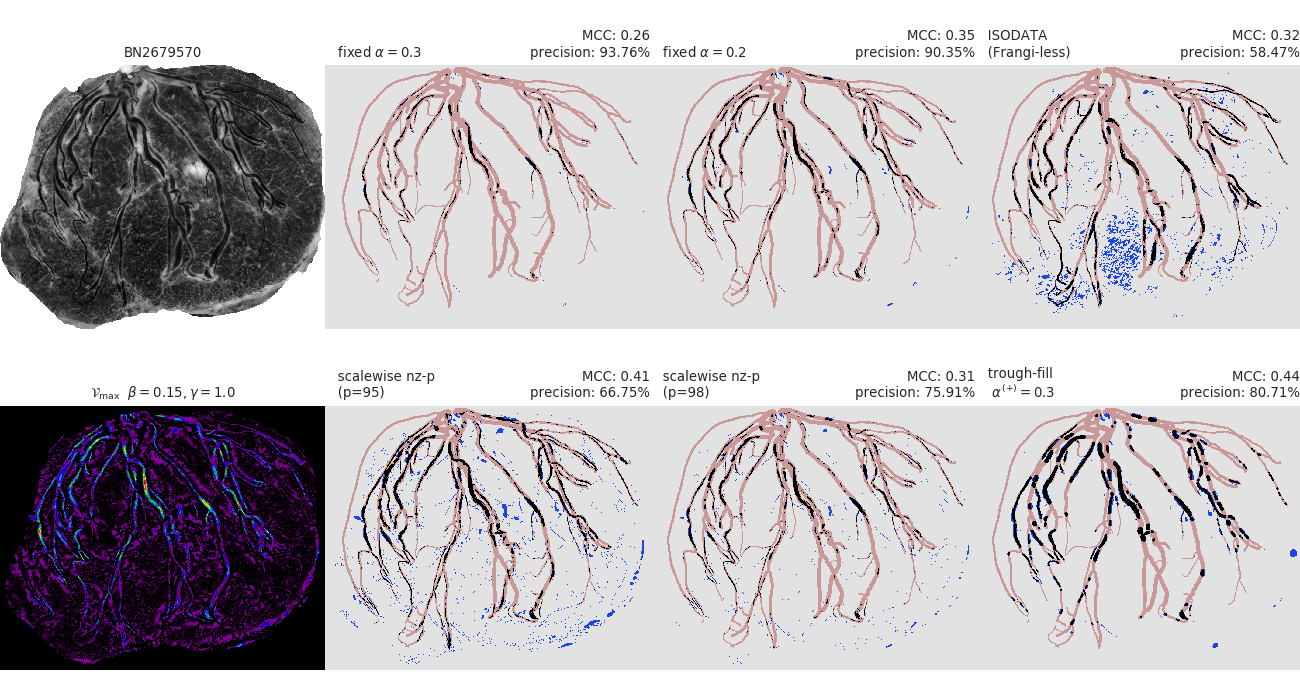 BN2679570
fixed α = 0.3
MCC: 0.26
precision: 93.76%
fixed α = 0.2
MCC: 0.35
precision: 90.35%
ISODATA
(Frangi-less)
MCC: 0.32
precision: 58.47%
𝒱max β = 0.15, γ = 1.0
scalewise nz-p
(p=95)
MCC: 0.41
precision: 66.75%
scalewise nz-p
(p=98)
MCC: 0.31
precision: 75.91%
trough-fill
α(+) = 0.3
MCC: 0.44
precision: 80.71%